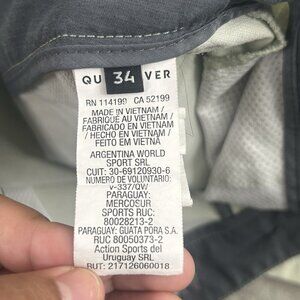 QU 34 VER
RN 114199 CA 52199
MADE IN VIETNAM /
FABRIQUÉ AU VIETNAM /
FABRICADO EN VIETNAM
/ HECHO EN VIETNAM /
FEITO EM VIETNÃ
ARGENTINA WORLD
SPORT SRL
CUIT: 30-69120930-6
NUMERO DE VOLUNTARIO:
v-337/QV/
PARAGUAY:
MERCOSUR
SPORTS RUC:
80028213-2
PARAGUAY: GUATA PORA S.A.
RUC 80050373-2
Action Sports del
Uruguay SRL
RUT: 217126060018